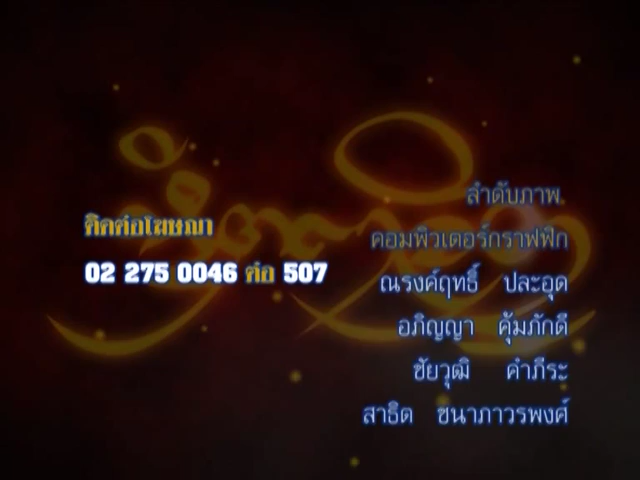 ติดต่อโฆษณา
02 275 0046 ต่อ 507
ลำดับภาพ
คอมพิวเตอร์กราฟฟิก
ณรงค์ฤทธิ์ ปละอุด
อภิญญา คุ้มภักดี
ชัยวุฒิ คำภีระ
สาธิต ชนาภาวรพงศ์